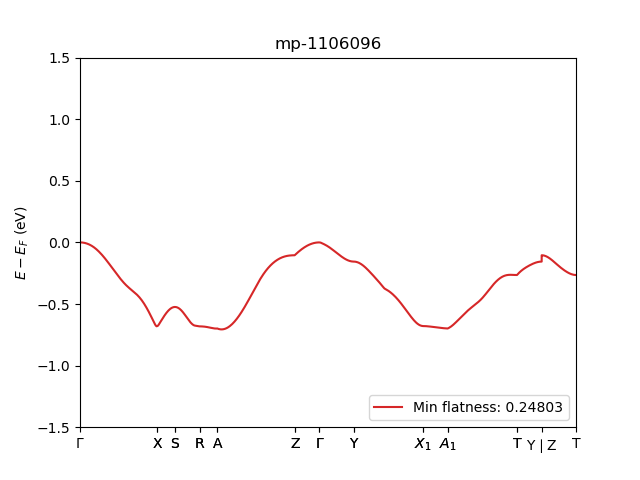 mp-1106096
E − E_F (eV)
1.5
1.0
0.5
0.0
−0.5
−1.0
−1.5
Min flatness: 0.24803
Γ X S R A Z Γ Y X₁ A₁ T Y | Z T